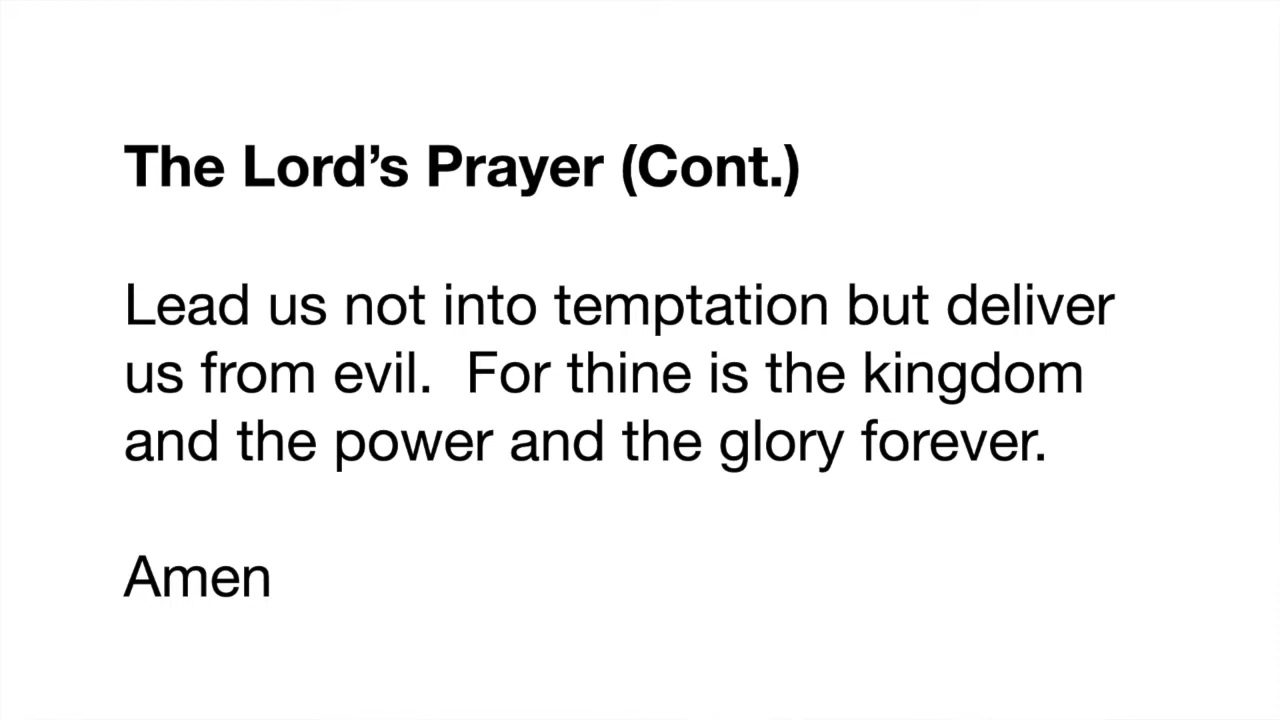 The Lord’s Prayer (Cont.)
Lead us not into temptation but deliver
us from evil.  For thine is the kingdom
and the power and the glory forever.
Amen